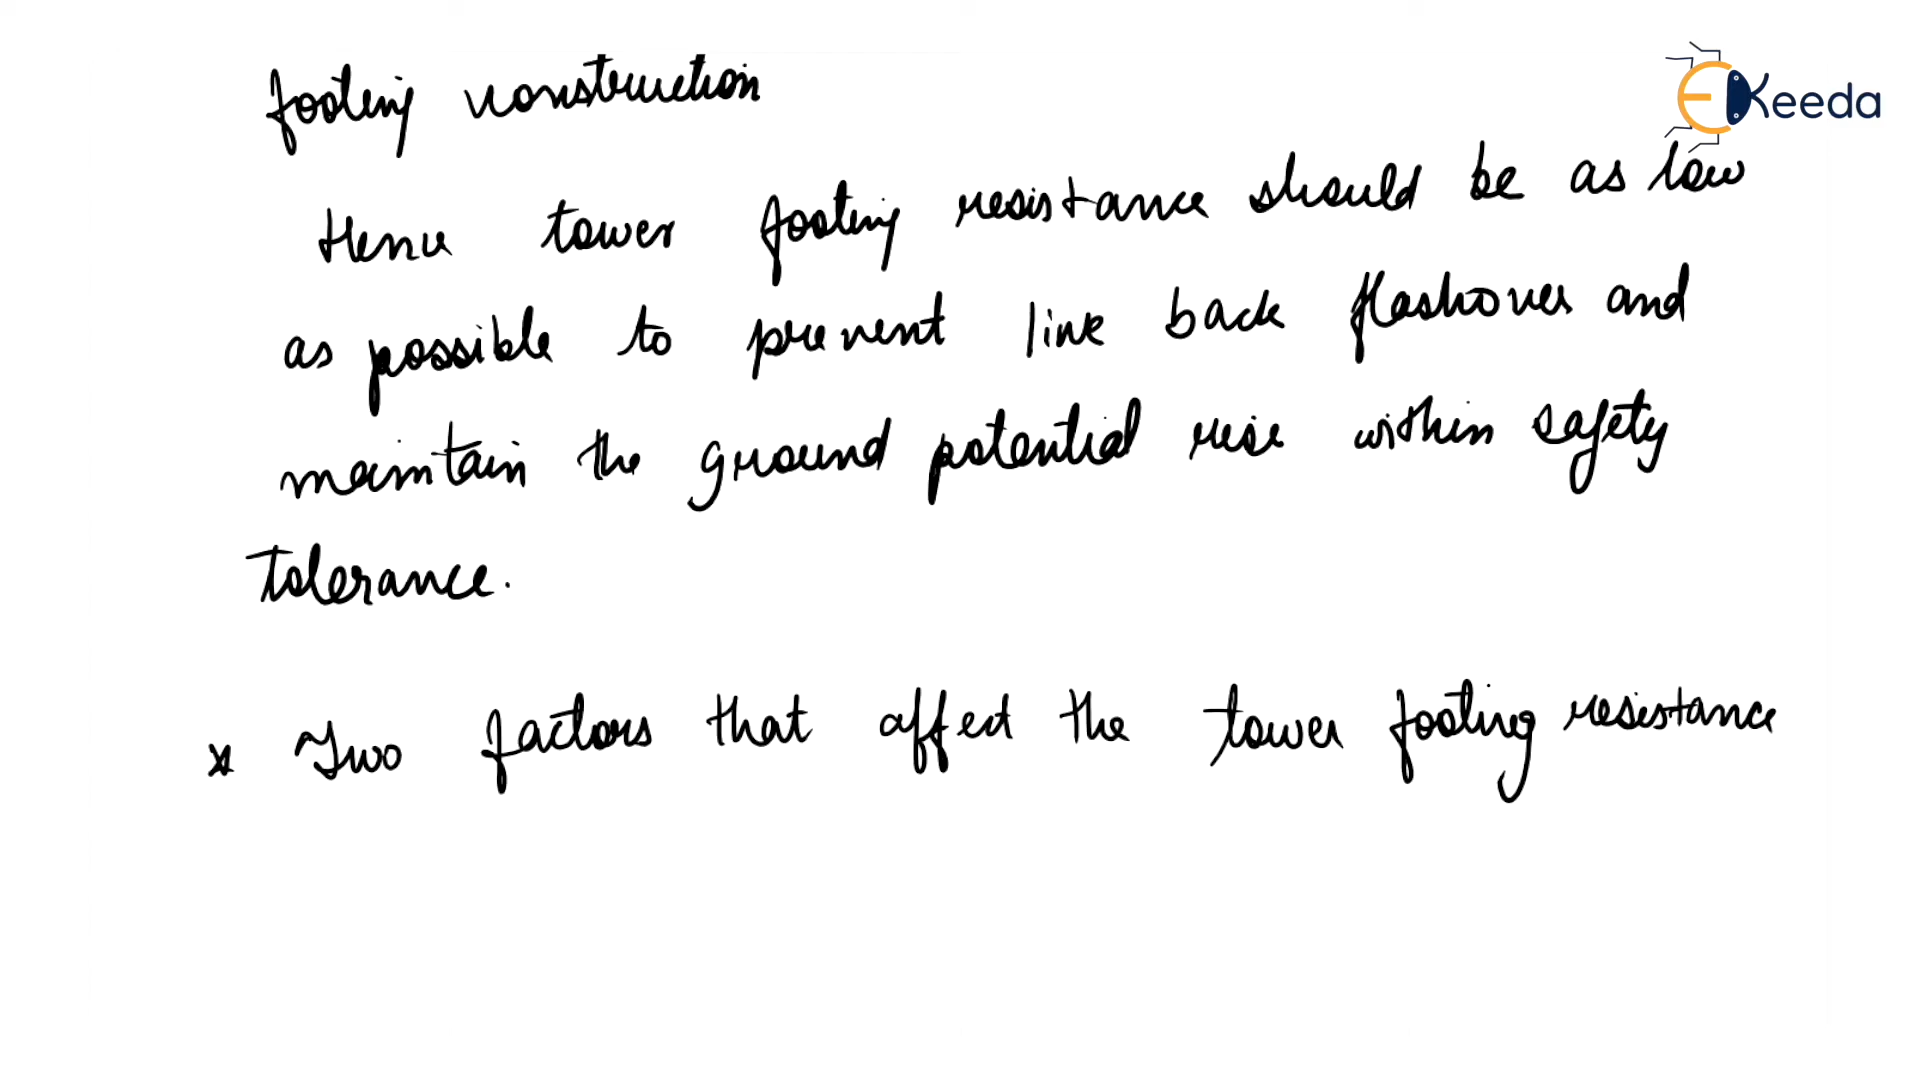 footing construction
EKeeda
Hence tower footing resistance should be as low
as possible to prevent line back flashover and
maintain the ground potential rise within safety
tolerance.
* Two factors that affect the tower footing resistance